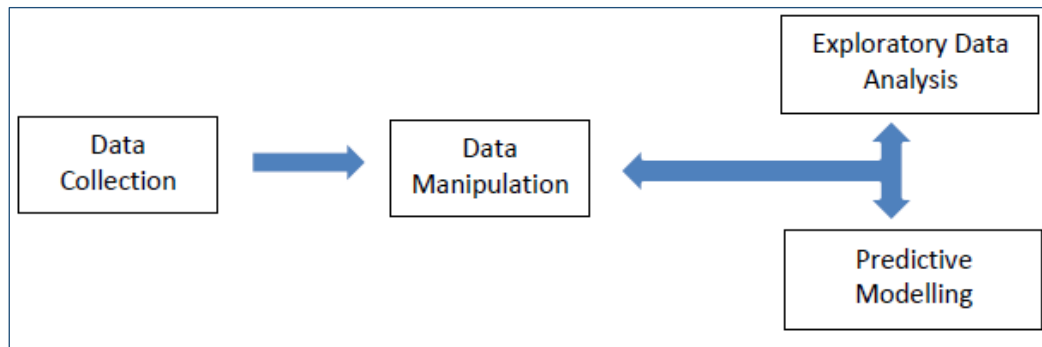 Data
Collection
Data
Manipulation
Exploratory Data
Analysis
Predictive
Modelling